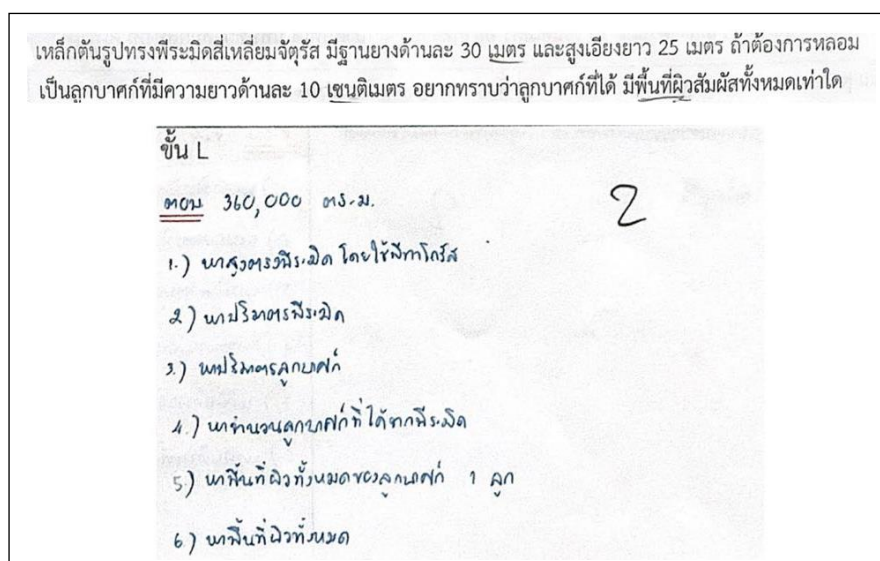 เหล็กตันรูปทรงพีระมิดสี่เหลี่ยมจัตุรัส มีฐานยาวด้านละ 30 เมตร และสูงเอียงยาว 25 เมตร ถ้าต้องการหลอม
เป็นลูกบาศก์ที่มีความยาวด้านละ 10 เซนติเมตร อยากทราบว่าลูกบาศก์ที่ได้ มีพื้นที่ผิวสัมผัสทั้งหมดเท่าใด
ขั้น L
ตอบ 360,000 ตร.ม.
2
1.) หาสูงตรงพีระมิด โดยใช้พีทาโกรัส
2.) หาปริมาตรพีระมิด
3.) หาปริมาตรลูกบาศก์
4.) หาจำนวนลูกบาศก์ที่ได้จากพีระมิด
5.) หาพื้นที่ผิวทั้งหมดของลูกบาศก์ 1 ลูก
6.) หาพื้นที่ผิวทั้งหมด